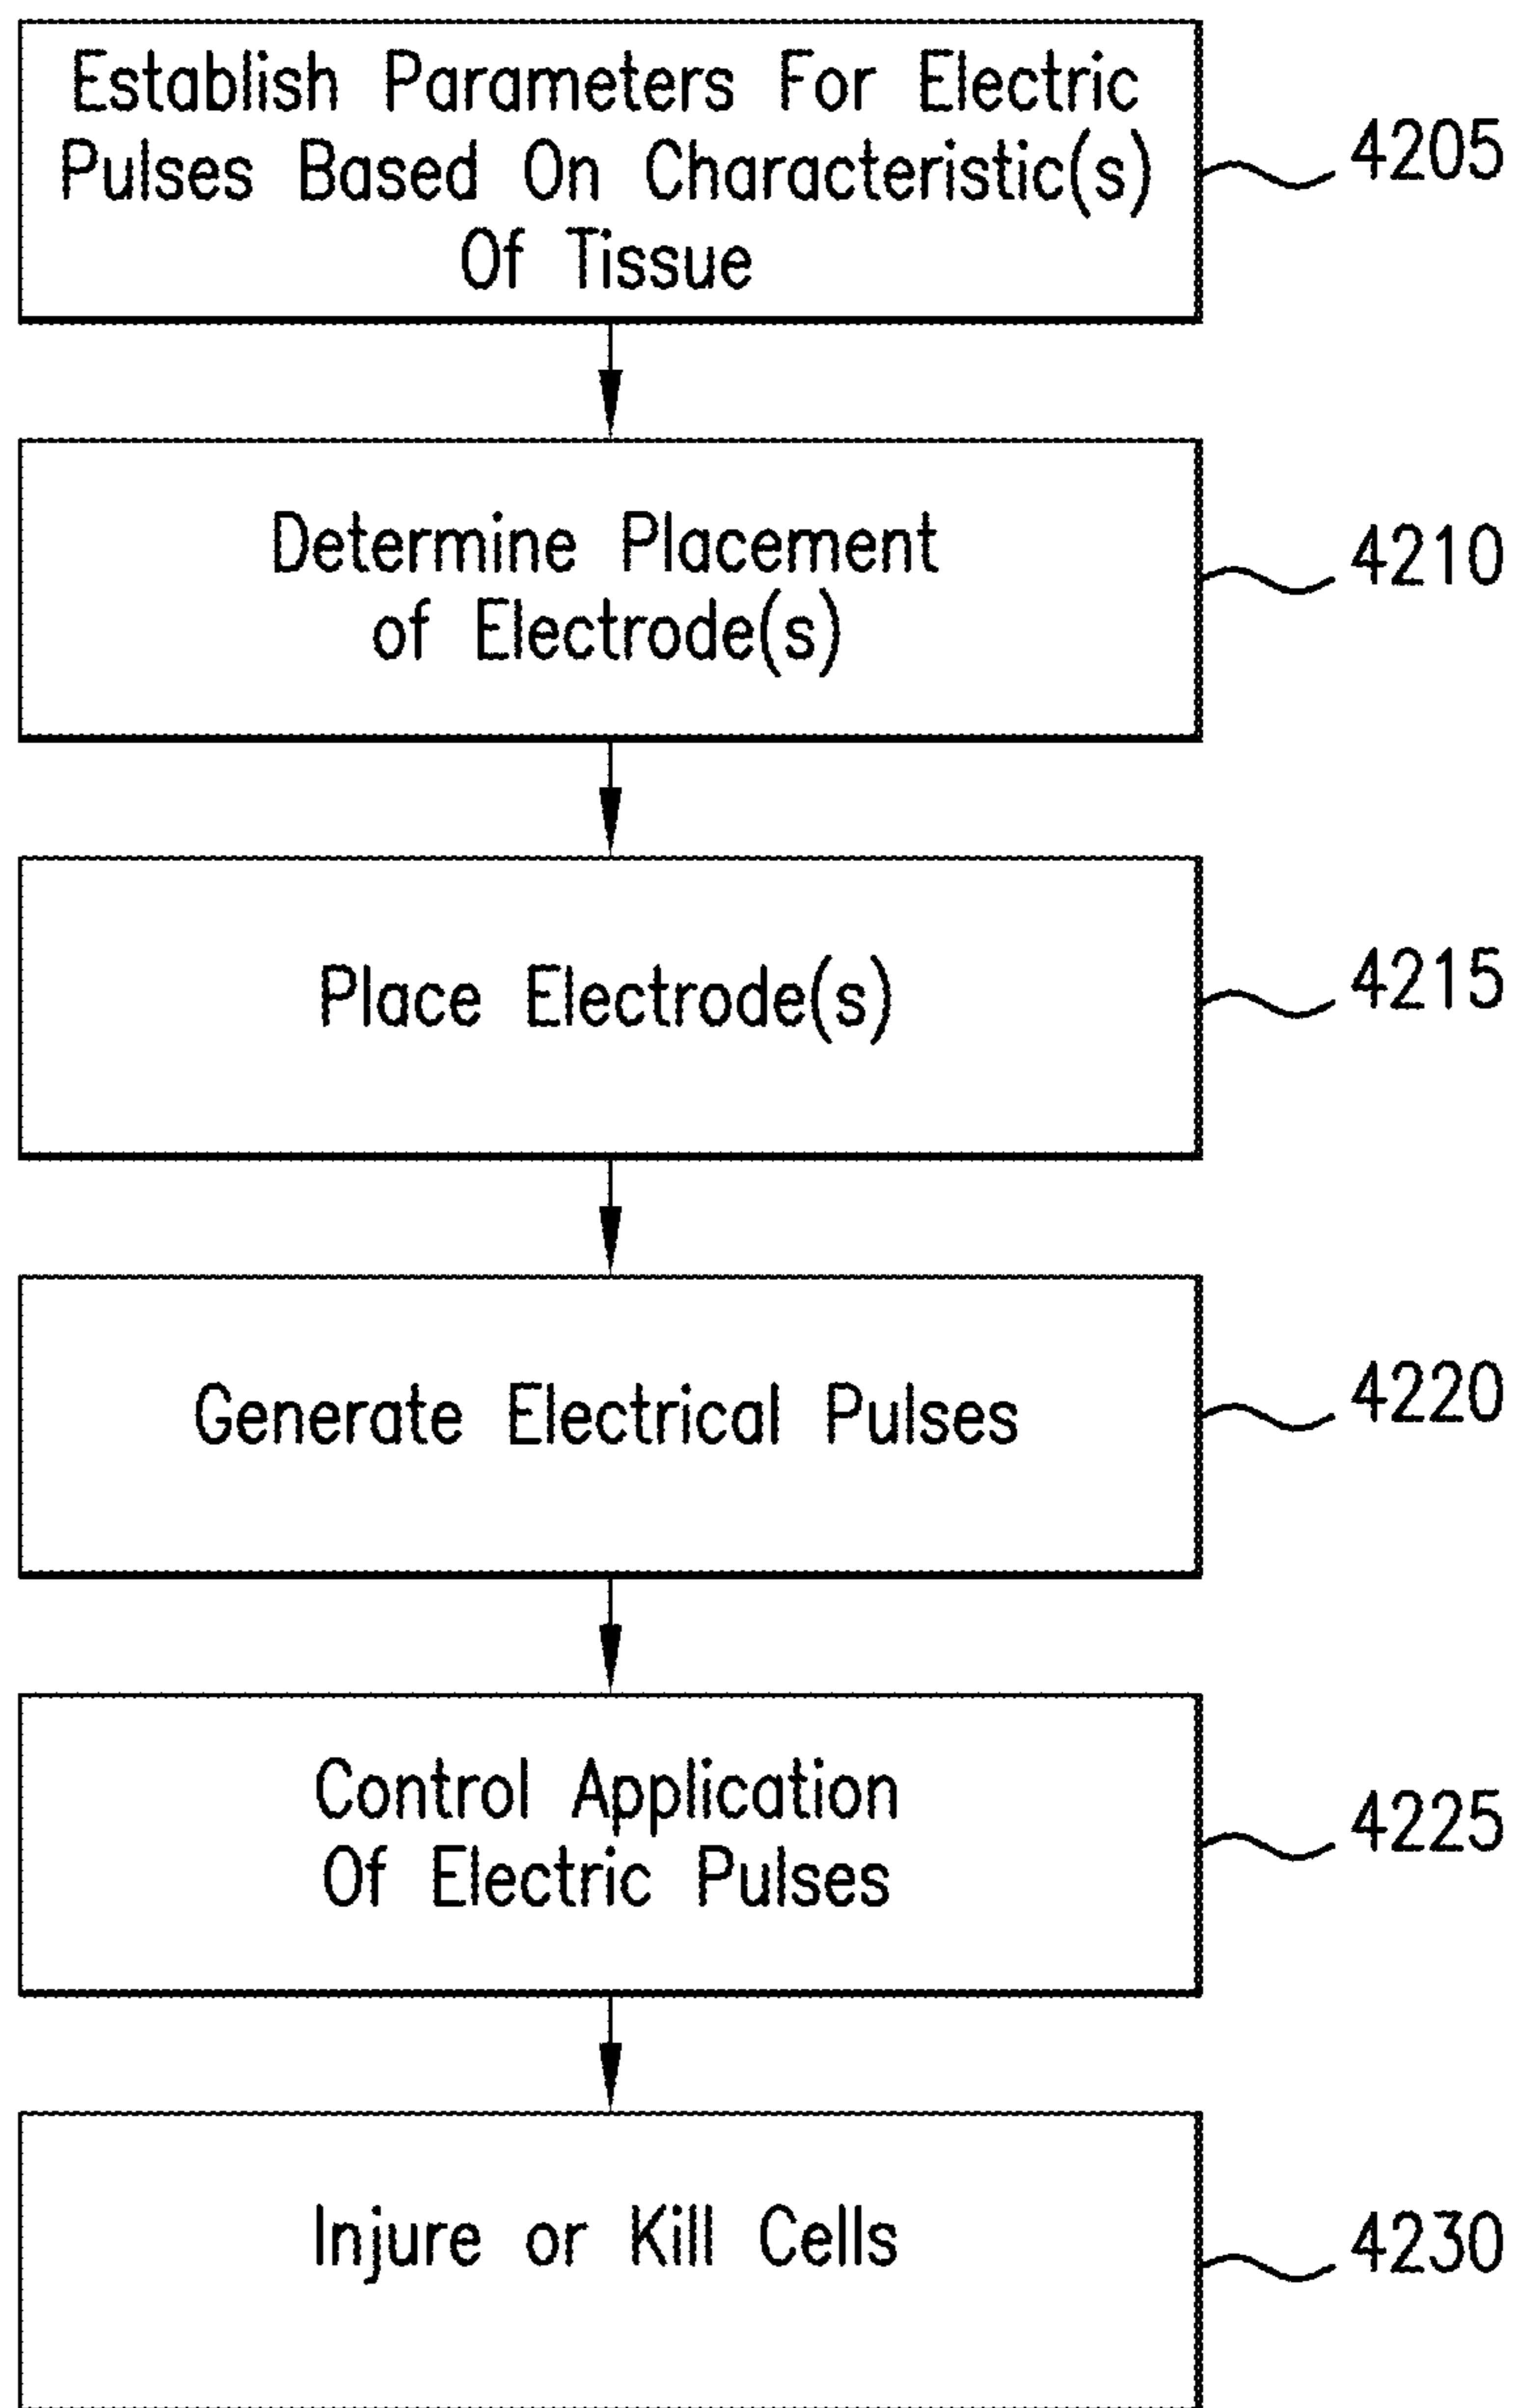 Establish Parameters For Electric
Pulses Based On Characteristic(s)
Of Tissue
4205
Determine Placement
of Electrode(s)
4210
Place Electrode(s)
4215
Generate Electrical Pulses
4220
Control Application
Of Electric Pulses
4225
Injure or Kill Cells
4230